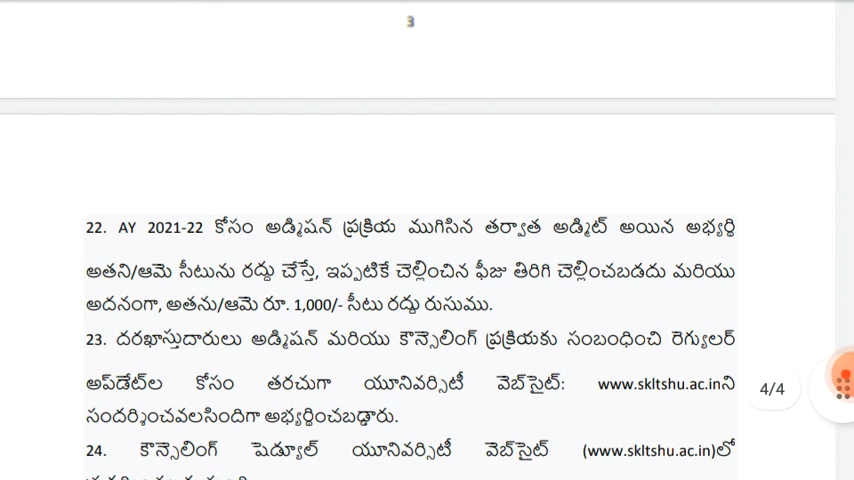 3
22. AY 2021-22 కోసం అడ్మిషన్ ప్రక్రియ ముగిసిన తర్వాత అడ్మిట్ అయిన అభ్యర్థి
అతని/ఆమె సీటును రద్దు చేస్తే, ఇప్పటికే చెల్లించిన ఫీజు తిరిగి చెల్లించబడదు మరియు
అదనంగా, అతను/ఆమె రూ. 1,000/- సీటు రద్దు రుసుము.
23. దరఖాస్తుదారులు అడ్మిషన్ మరియు కౌన్సెలింగ్ ప్రక్రియకు సంబంధించి రెగ్యులర్
అప్‌డేట్‌ల కోసం తరచుగా యూనివర్సిటీ వెబ్‌సైట్: www.skltshu.ac.inని
సందర్శించవలసిందిగా అభ్యర్థించబడ్డారు.
24. కౌన్సెలింగ్ షెడ్యూల్ యూనివర్సిటీ వెబ్‌సైట్ (www.skltshu.ac.in)లో
4/4